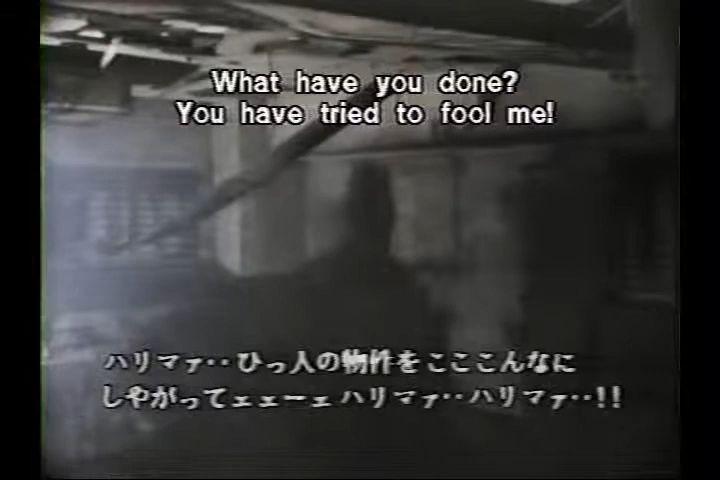 What have you done?
You have tried to fool me!
ハリマァ‥ひっ人の物件をこここんなに
しやがってェェーェハリマァ‥ハリマァ‥!!